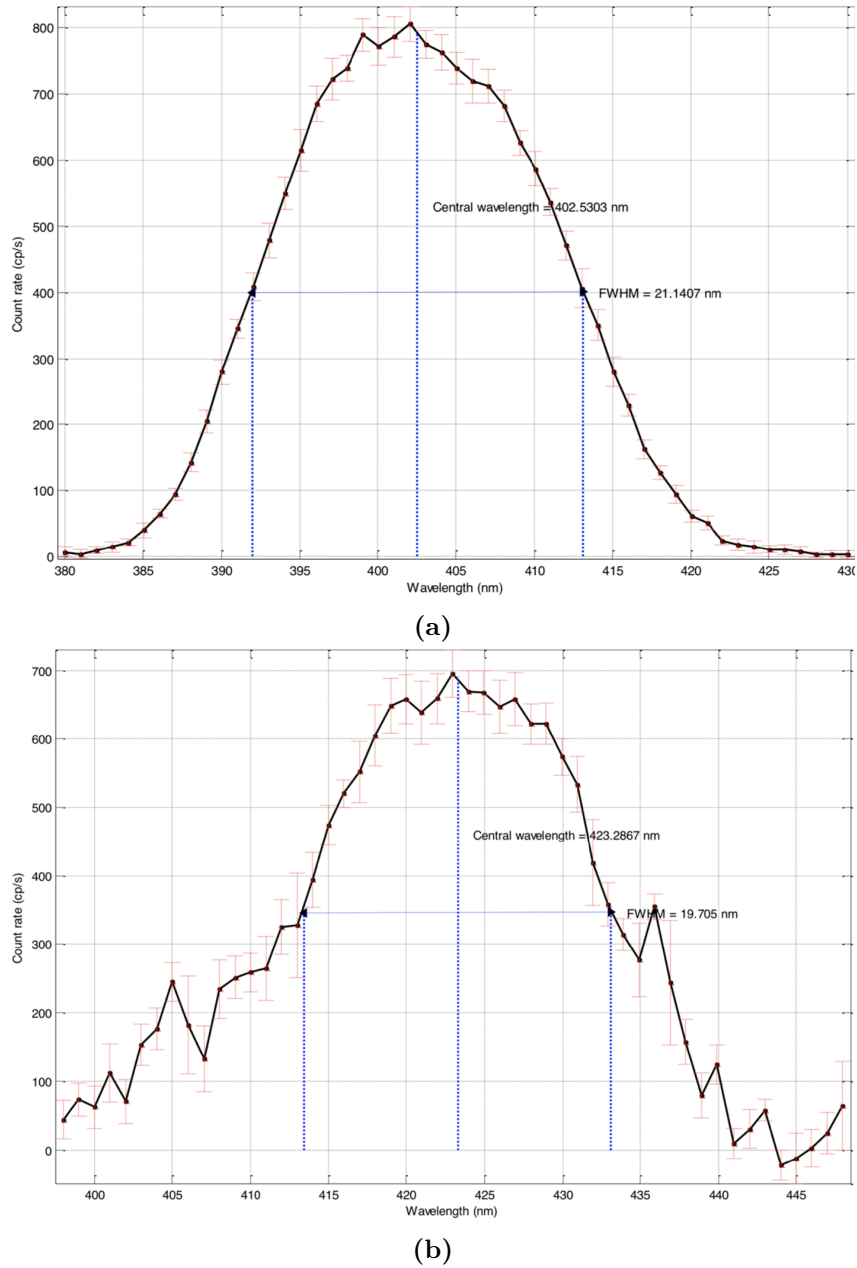 800
700
600
500
400
300
200
100
0
Count rate (cp/s)
Central wavelength = 402.5303 nm
FWHM = 21.1407 nm
380 385 390 395 400 405 410 415 420 425 430
Wavelength (nm)
(a)
700
600
500
400
300
200
100
0
Count rate (cp/s)
Central wavelength = 423.2867 nm
FWHM = 19.705 nm
400 405 410 415 420 425 430 435 440 445
Wavelength (nm)
(b)